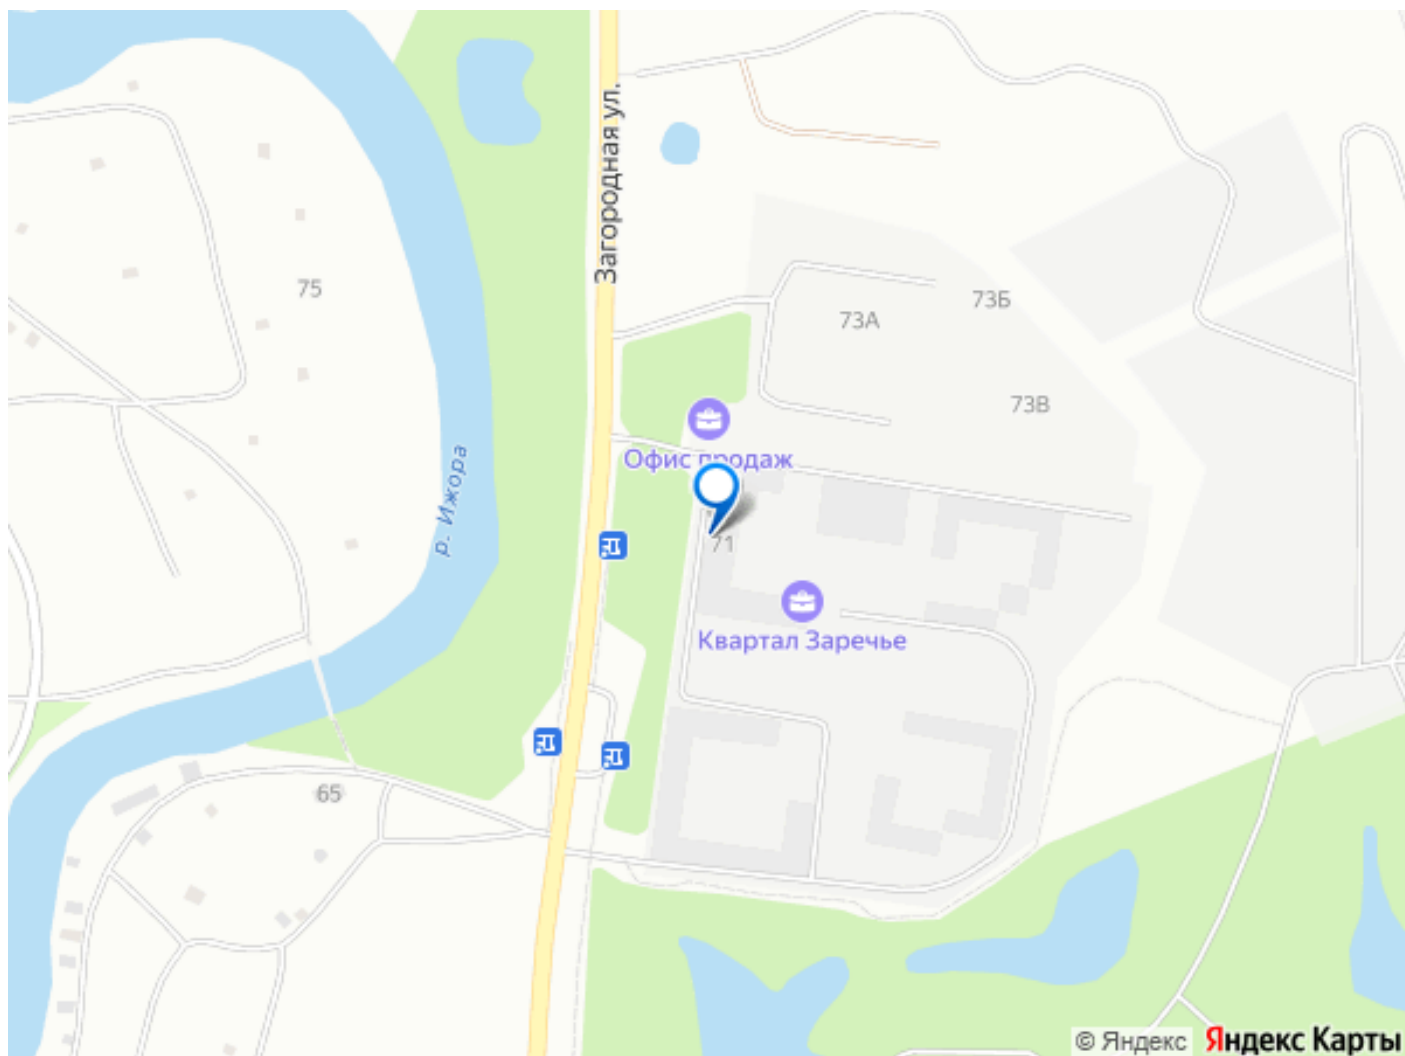 Загородная ул.
75
73Б
73А
73В
Офис продаж
р. Ижора
71
Квартал Заречье
65
© Яндекс Яндекс Карты